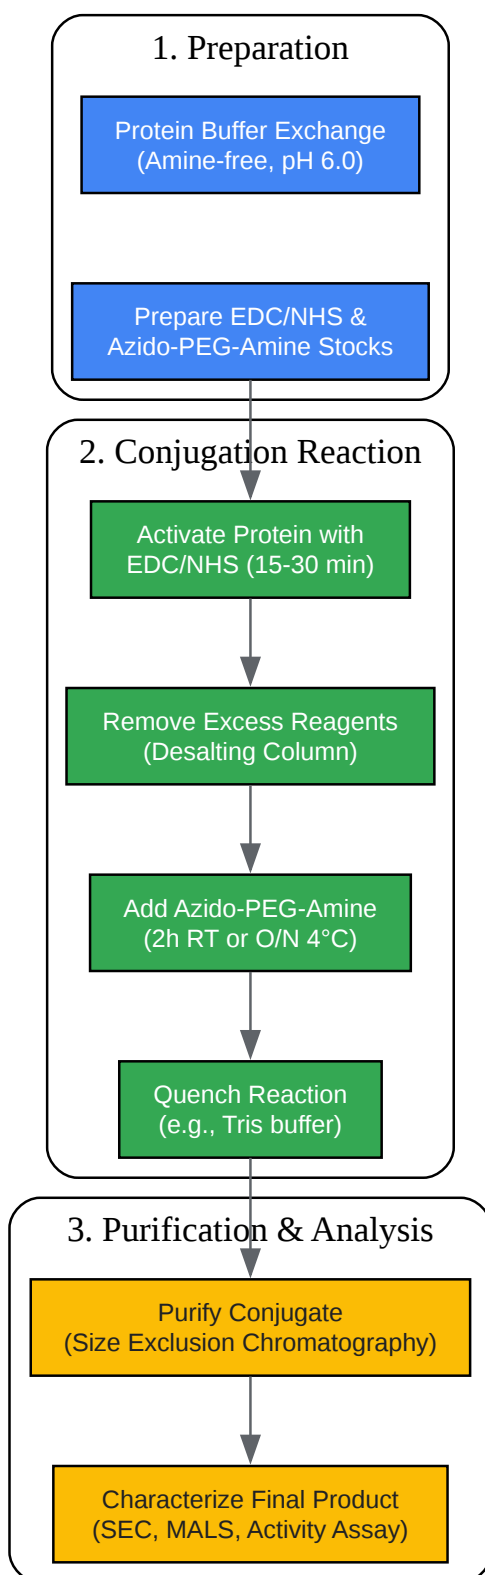 1. Preparation
Protein Buffer Exchange
(Amine-free, pH 6.0)
Prepare EDC/NHS &
Azido-PEG-Amine Stocks
2. Conjugation Reaction
Activate Protein with
EDC/NHS (15-30 min)
Remove Excess Reagents
(Desalting Column)
Add Azido-PEG-Amine
(2h RT or O/N 4°C)
Quench Reaction
(e.g., Tris buffer)
3. Purification & Analysis
Purify Conjugate
(Size Exclusion Chromatography)
Characterize Final Product
(SEC, MALS, Activity Assay)